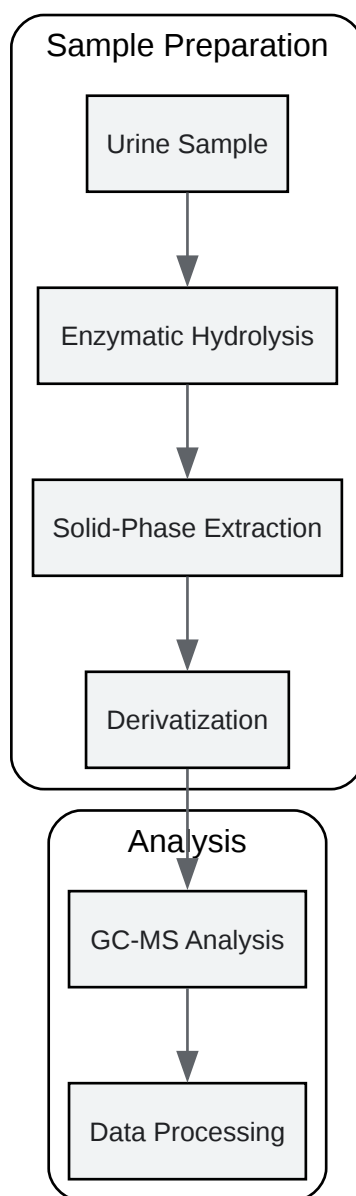 Sample Preparation
Urine Sample
Enzymatic Hydrolysis
Solid-Phase Extraction
Derivatization
Analysis
GC-MS Analysis
Data Processing